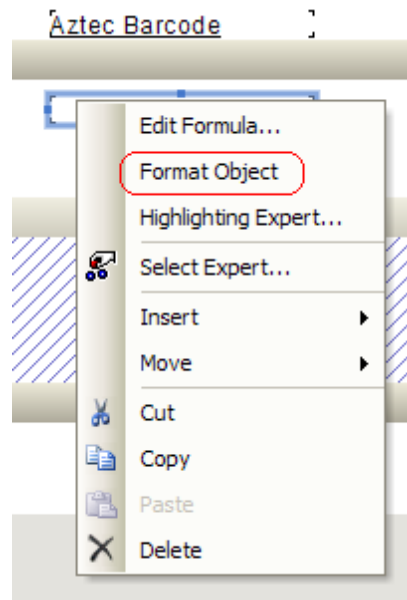 Aztec Barcode
Edit Formula...
Format Object
Highlighting Expert...
Select Expert...
Insert
Move
Cut
Copy
Paste
Delete